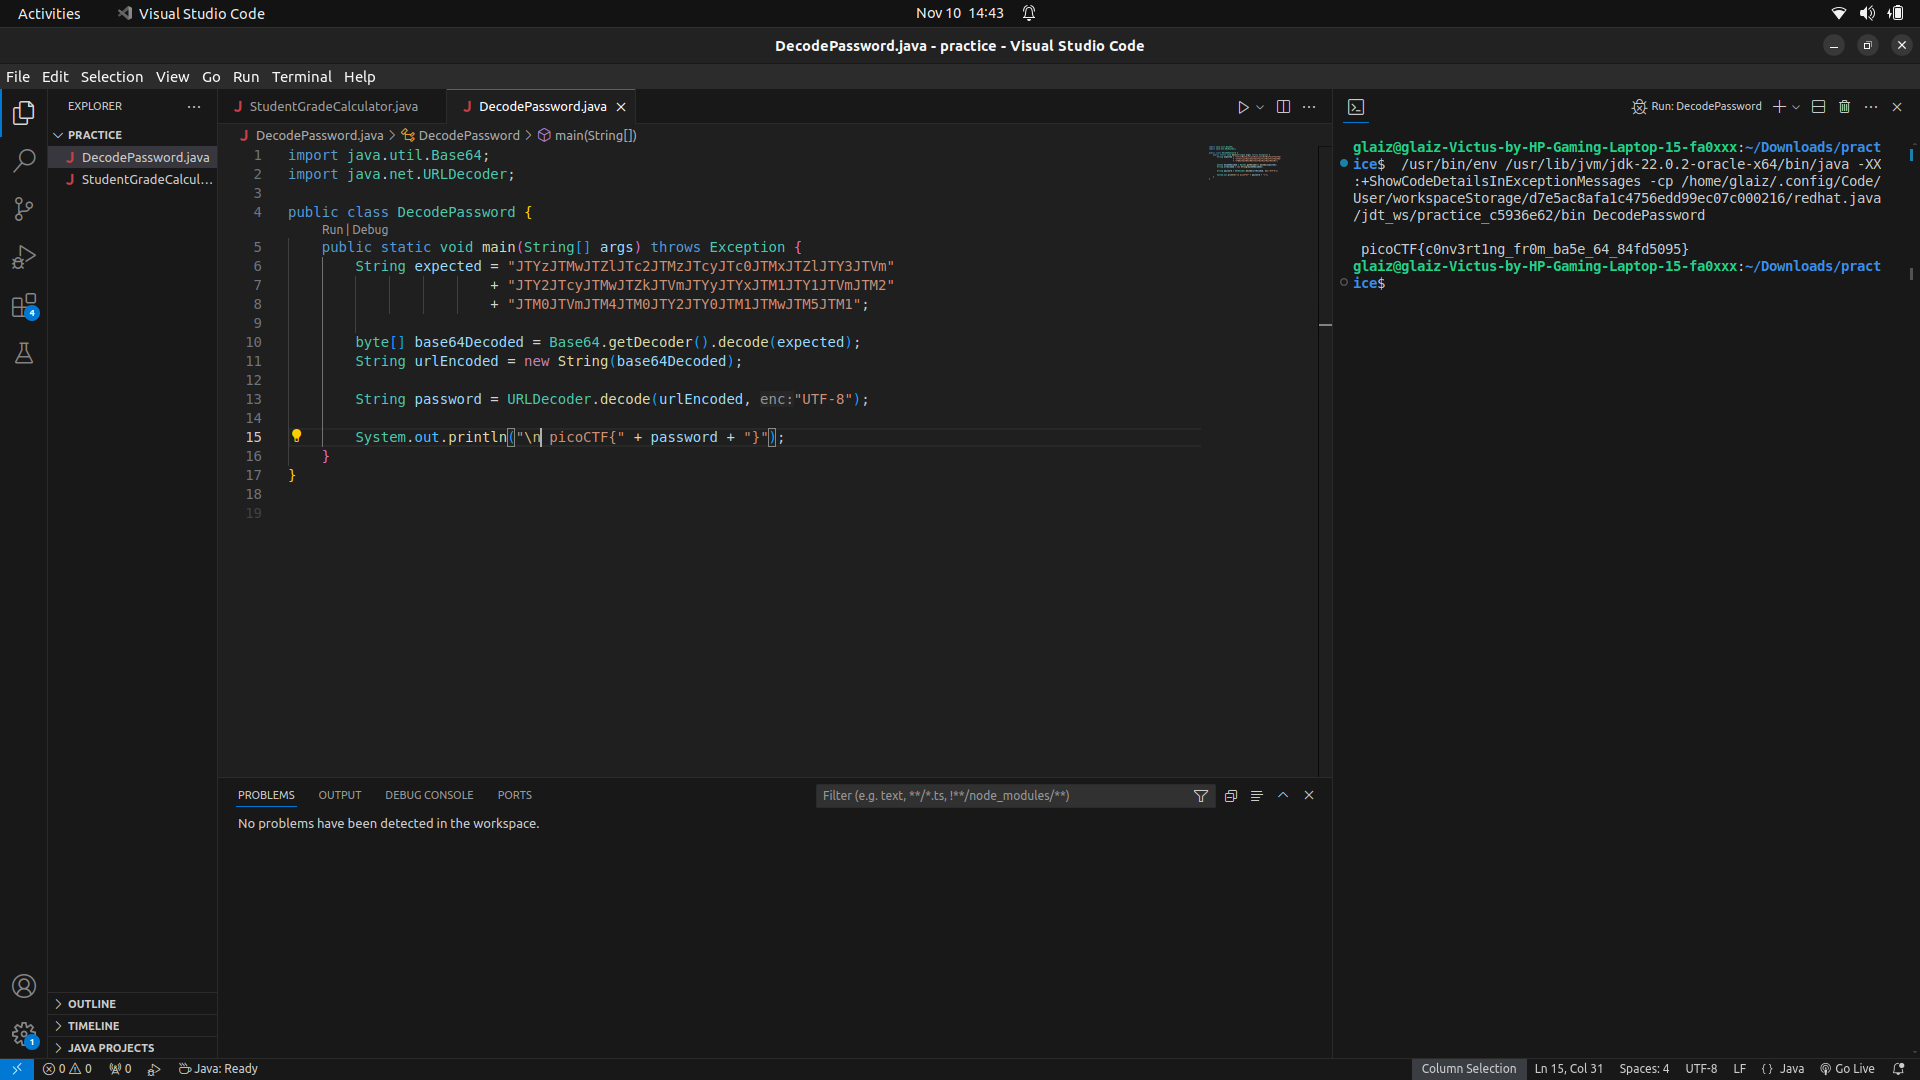 Activities
Visual Studio Code
Nov 10 14:43
DecodePassword.java - practice - Visual Studio Code
File Edit Selection View Go Run Terminal Help
EXPLORER
PRACTICE
DecodePassword.java
StudentGradeCalcul...
OUTLINE
TIMELINE
JAVA PROJECTS
4
1
StudentGradeCalculator.java
DecodePassword.java
DecodePassword.java > DecodePassword > main(String[])
1 import java.util.Base64;
2 import java.net.URLDecoder;
3
4 public class DecodePassword {
Run | Debug
5 public static void main(String[] args) throws Exception {
6 String expected = "JTYzJTMwJTZlJTc2JTMzJTcyJTc0JTMxJTZlJTY3JTVm"
7 + "JTY2JTcyJTMwJTZkJTVmJTYyJTYxJTM1JTY1JTVmJTM2"
8 + "JTM0JTVmJTM4JTM0JTY2JTY0JTM1JTMwJTM5JTM1";
9
10 byte[] base64Decoded = Base64.getDecoder().decode(expected);
11 String urlEncoded = new String(base64Decoded);
12
13 String password = URLDecoder.decode(urlEncoded, enc:"UTF-8");
14
15 System.out.println("\n picoCTF{" + password + "}");
16 }
17 }
18
19
Run: DecodePassword
glaiz@glaiz-Victus-by-HP-Gaming-Laptop-15-fa0xxx:~/Downloads/pract
ice$ /usr/bin/env /usr/lib/jvm/jdk-22.0.2-oracle-x64/bin/java -XX
:+ShowCodeDetailsInExceptionMessages -cp /home/glaiz/.config/Code/
User/workspaceStorage/d7e5ac8afa1c4756edd99ec07c000216/redhat.java
/jdt_ws/practice_c5936e62/bin DecodePassword
picoCTF{c0nv3rt1ng_fr0m_ba5e_64_84fd5095}
glaiz@glaiz-Victus-by-HP-Gaming-Laptop-15-fa0xxx:~/Downloads/pract
ice$
PROBLEMS OUTPUT DEBUG CONSOLE PORTS
Filter (e.g. text, **/*.ts, !**/node_modules/**)
No problems have been detected in the workspace.
0 0 0 Java: Ready
Column Selection Ln 15, Col 31 Spaces: 4 UTF-8 LF {} Java Go Live